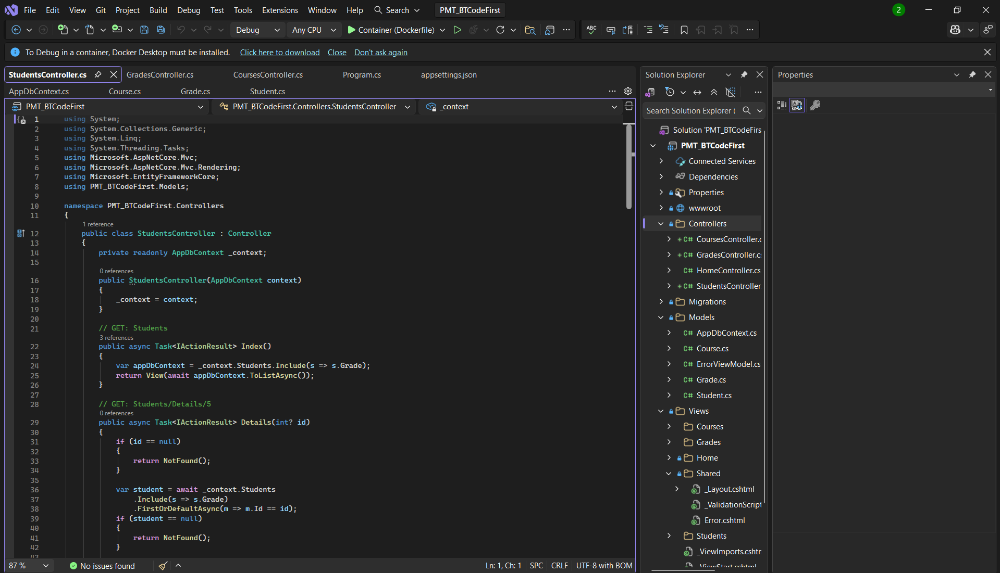 File Edit View Git Project Build Debug Test Tools Extensions Window Help Search PMT_BTCodeFirst 2
Debug Any CPU Container (Dockerfile) ABC
To Debug in a container, Docker Desktop must be installed. Click here to download Close Don't ask again
StudentsController.cs GradesController.cs CoursesController.cs Program.cs appsettings.json
AppDbContext.cs Course.cs Grade.cs Student.cs
PMT_BTCodeFirst PMT_BTCodeFirst.Controllers.StudentsController _context
1 using System;
2 using System.Collections.Generic;
3 using System.Linq;
4 using System.Threading.Tasks;
5 using Microsoft.AspNetCore.Mvc;
6 using Microsoft.AspNetCore.Mvc.Rendering;
7 using Microsoft.EntityFrameworkCore;
8 using PMT_BTCodeFirst.Models;
9
10 namespace PMT_BTCodeFirst.Controllers
11 {
1 reference
12 public class StudentsController : Controller
13 {
14 private readonly AppDbContext _context;
15
0 references
16 public StudentsController(AppDbContext context)
17 {
18 _context = context;
19 }
20
21 // GET: Students
3 references
22 public async Task<IActionResult> Index()
23 {
24 var appDbContext = _context.Students.Include(s => s.Grade);
25 return View(await appDbContext.ToListAsync());
26 }
27
28 // GET: Students/Details/5
0 references
29 public async Task<IActionResult> Details(int? id)
30 {
31 if (id == null)
32 {
33 return NotFound();
34 }
35
36 var student = await _context.Students
37 .Include(s => s.Grade)
38 .FirstOrDefaultAsync(m => m.Id == id);
39 if (student == null)
40 {
41 return NotFound();
42 }
43
87 % No issues found Ln: 1, Ch: 1 SPC CRLF UTF-8 with BOM
Solution Explorer
Search Solution Explorer (
Solution 'PMT_BTCodeFirs
PMT_BTCodeFirst
Connected Services
Dependencies
Properties
wwwroot
Controllers
C# CoursesController.c
C# GradesController.cs
C# HomeController.cs
C# StudentsController
Migrations
Models
C# AppDbContext.cs
C# Course.cs
C# ErrorViewModel.cs
C# Grade.cs
C# Student.cs
Views
Courses
Grades
Home
Shared
_Layout.cshtml
_ValidationScript
Error.cshtml
Students
_ViewImports.cshtm
_ViewStart.cshtml
Properties